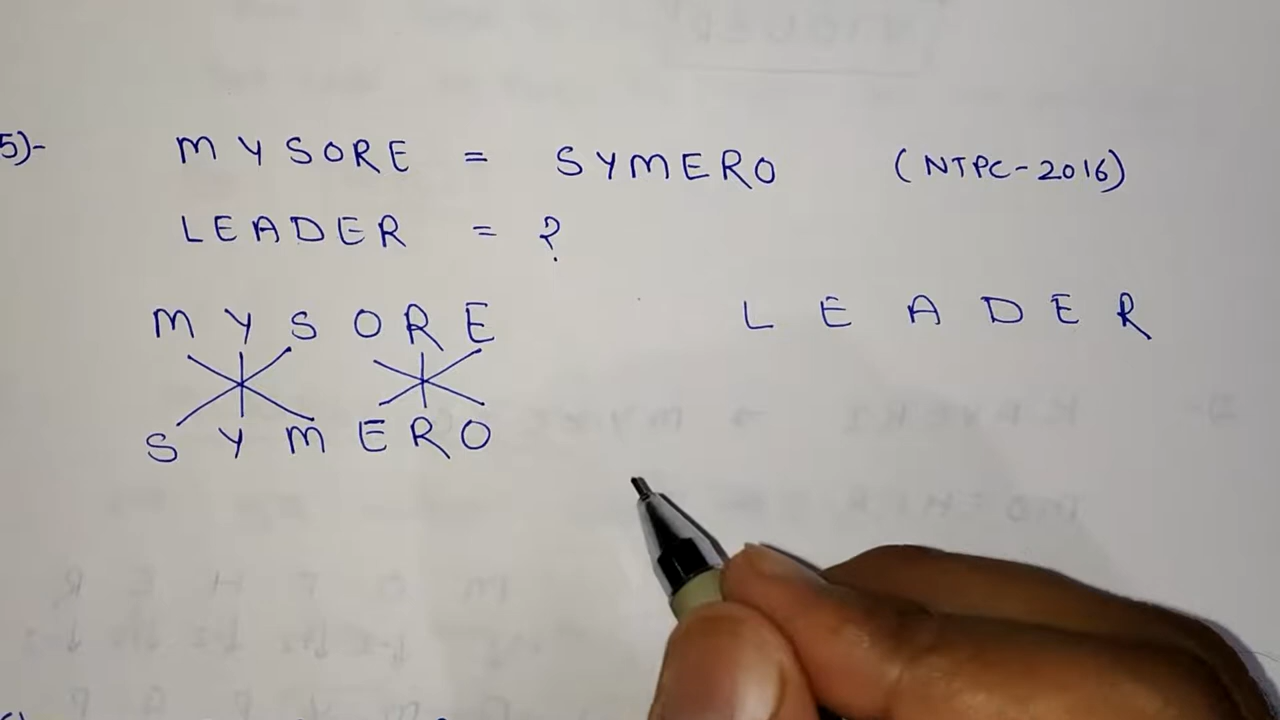 5)- MYSORE = SYMERO (NTPC-2016)
LEADER = ?
MYSORE LEADER
SYMERO